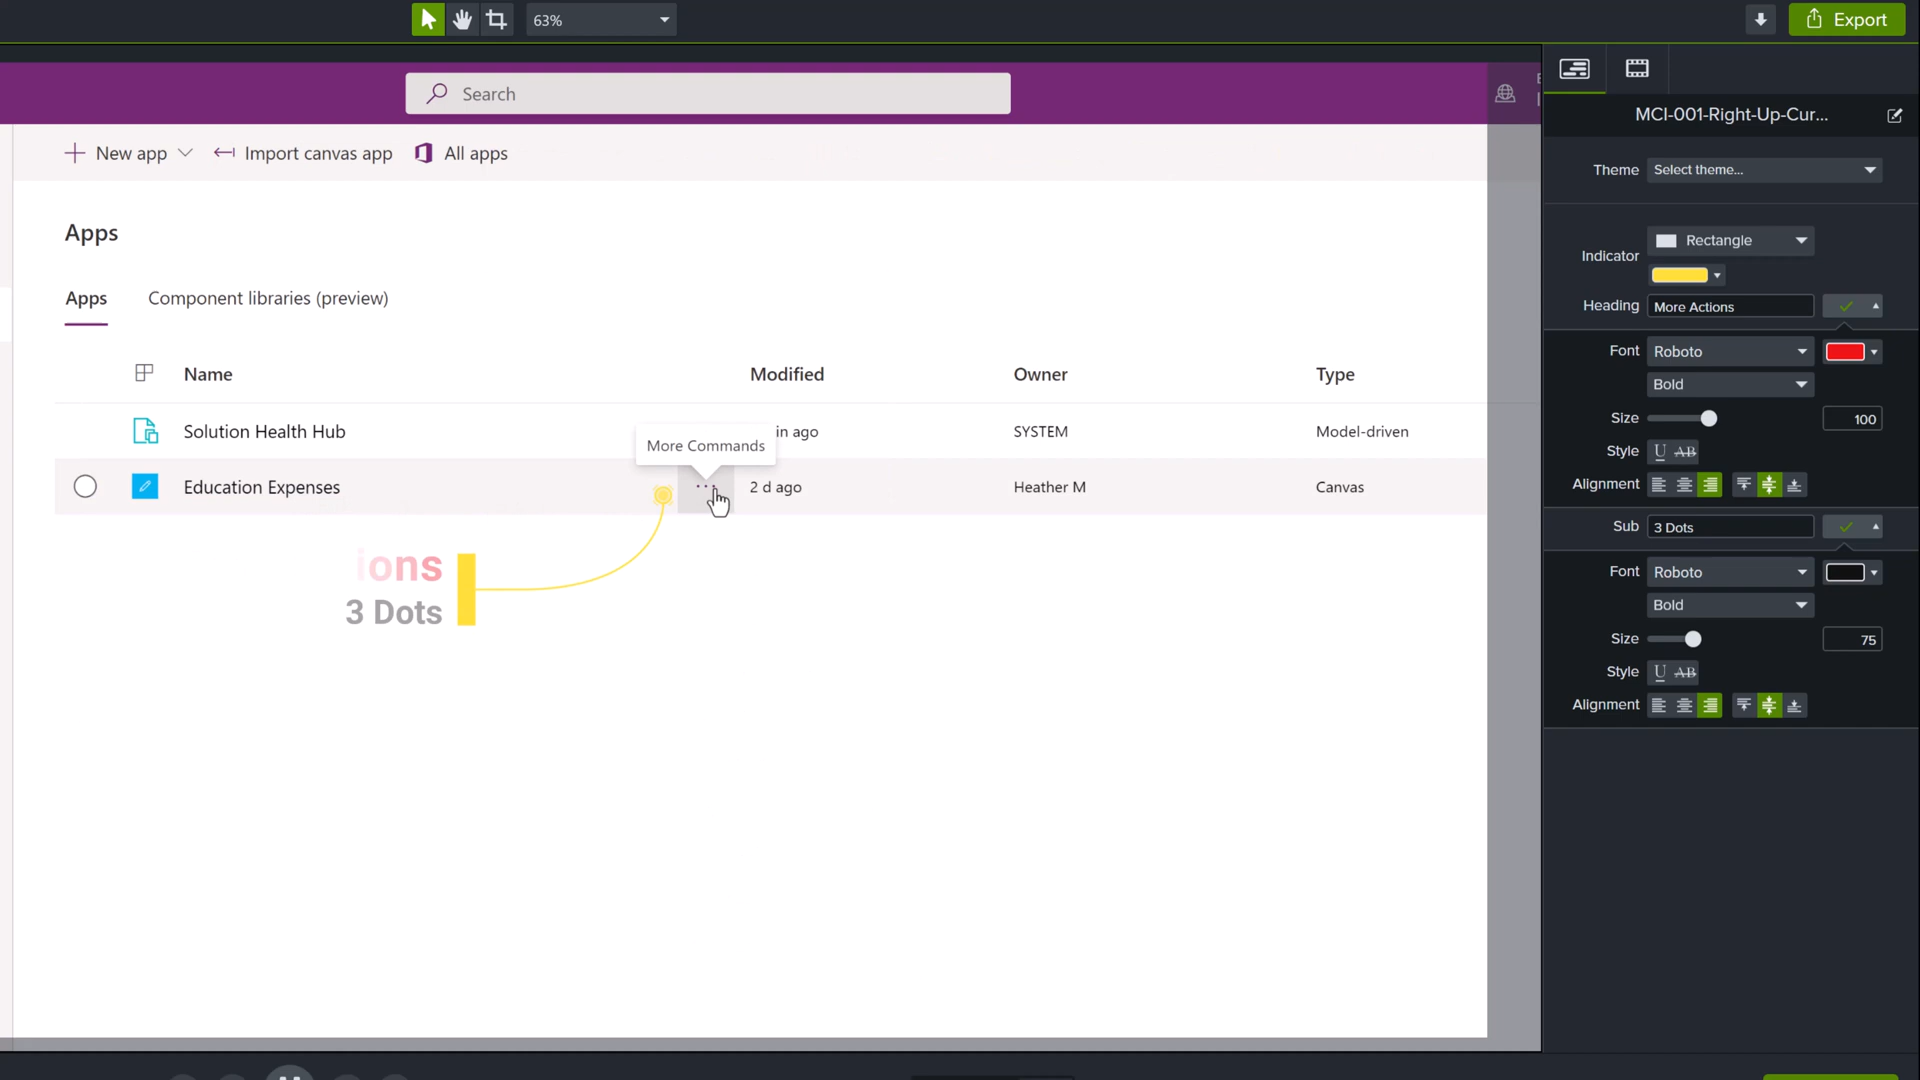 63%
Export
Search
MCI-001-Right-Up-Cur...
New app
Import canvas app
All apps
Theme
Select theme...
Apps
Indicator
Rectangle
Apps
Component libraries (preview)
Heading
More Actions
Font
Roboto
Bold
Name
Modified
Owner
Type
Size
100
Solution Health Hub
in ago
SYSTEM
Model-driven
More Commands
Style
U AB
Education Expenses
...
2 d ago
Heather M
Canvas
Alignment
Sub
3 Dots
ions
3 Dots
Font
Roboto
Bold
Size
75
Style
U AB
Alignment